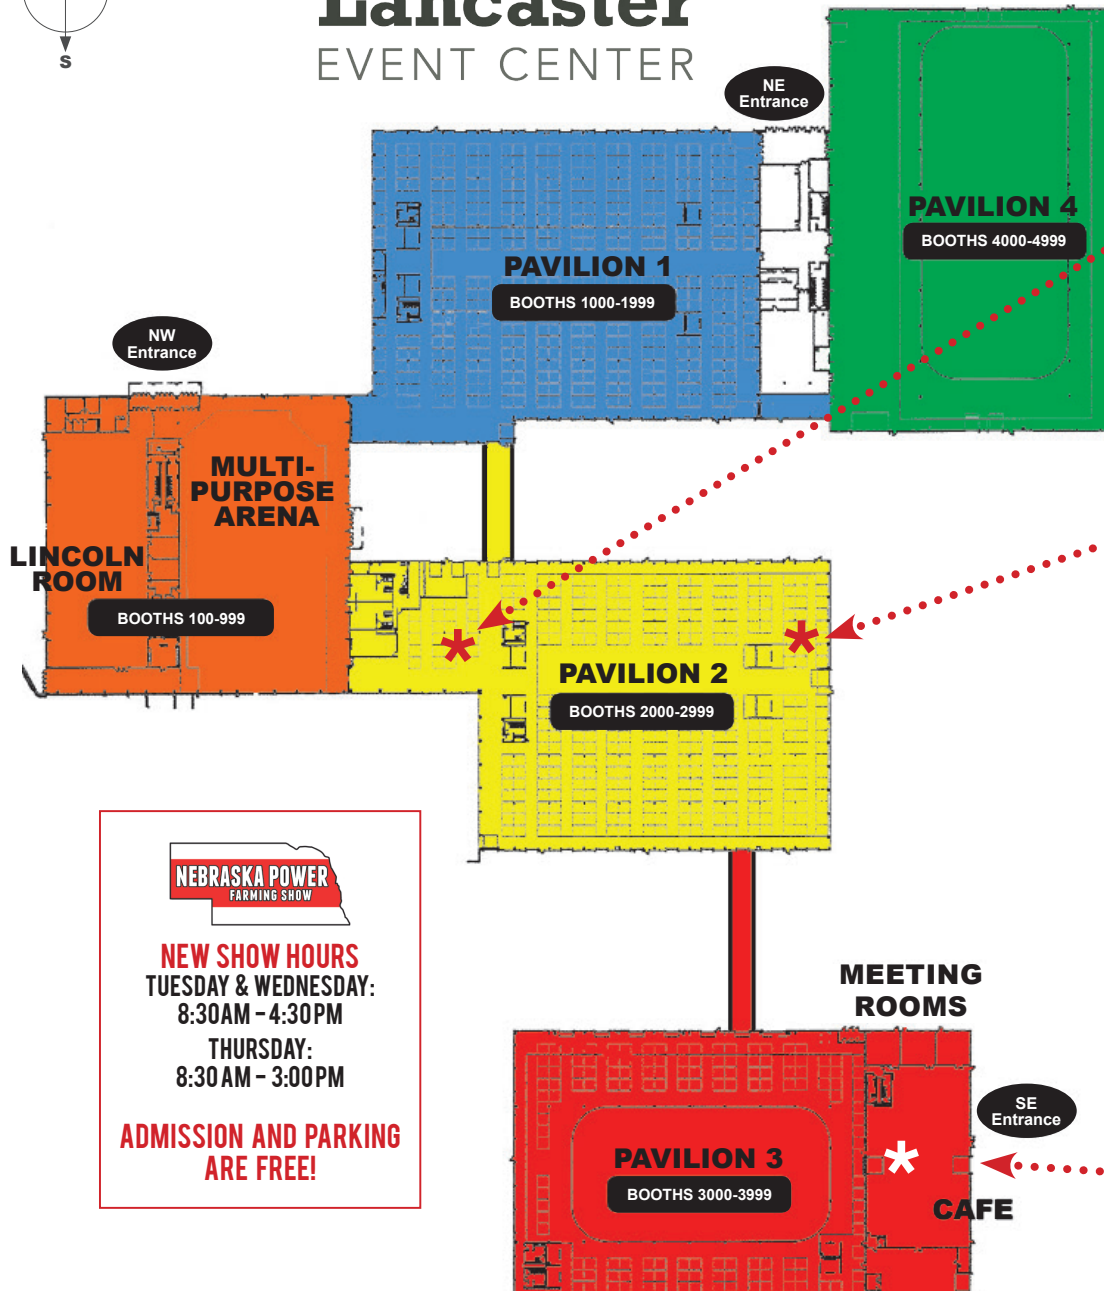 S
Lancaster
EVENT CENTER
NE
Entrance
PAVILION 4
BOOTHS 4000-4999
PAVILION 1
BOOTHS 1000-1999
NW
Entrance
MULTI-
PURPOSE
ARENA
LINCOLN
ROOM
BOOTHS 100-999
*
*
PAVILION 2
BOOTHS 2000-2999
NEBRASKA POWER
FARMING SHOW
NEW SHOW HOURS
TUESDAY & WEDNESDAY:
8:30AM – 4:30PM
THURSDAY:
8:30AM – 3:00PM
ADMISSION AND PARKING
ARE FREE!
MEETING
ROOMS
SE
Entrance
PAVILION 3
BOOTHS 3000-3999
*
CAFE